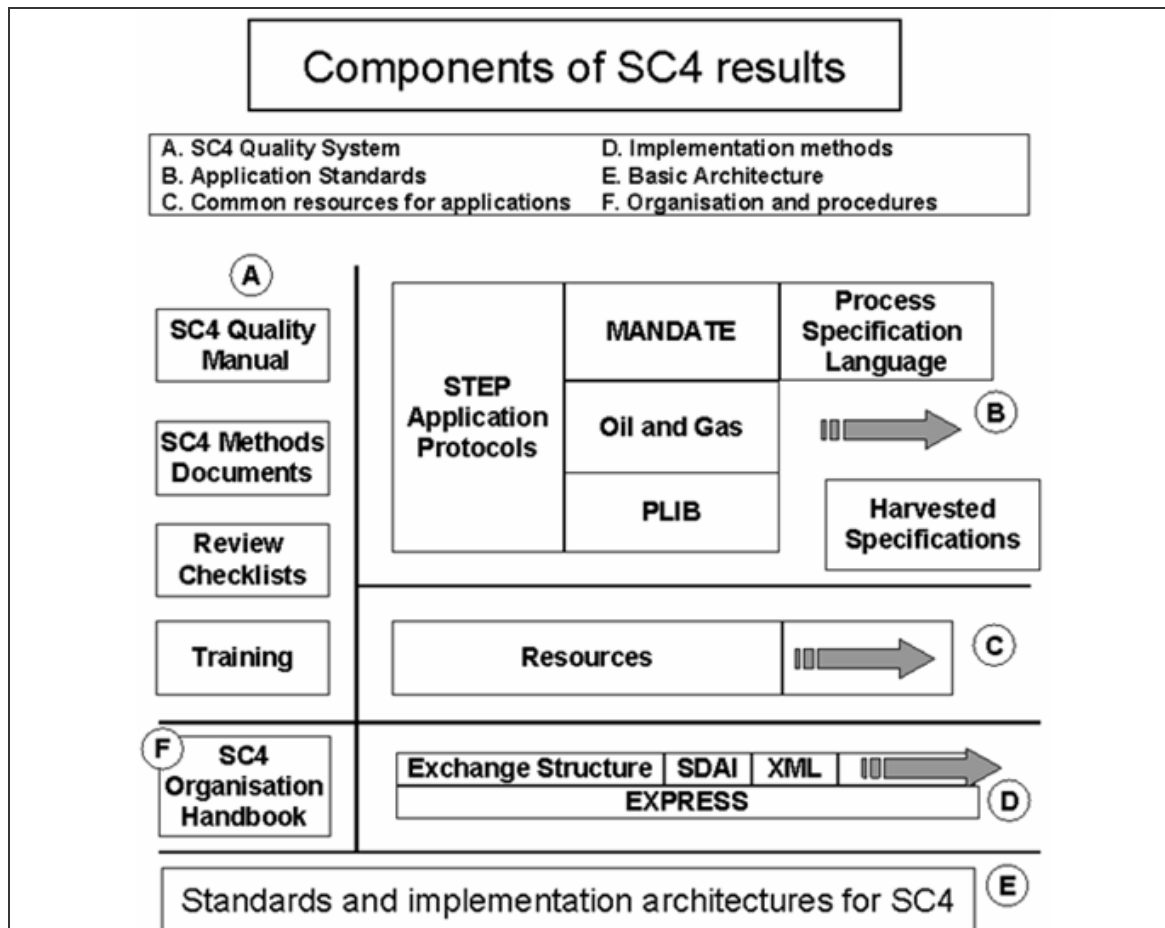 Components of SC4 results
A. SC4 Quality System
B. Application Standards
C. Common resources for applications
D. Implementation methods
E. Basic Architecture
F. Organisation and procedures
A
SC4 Quality
Manual
SC4 Methods
Documents
Review
Checklists
Training
STEP
Application
Protocols
MANDATE
Oil and Gas
PLIB
Process
Specification
Language
B
Harvested
Specifications
Resources
C
F
SC4
Organisation
Handbook
Exchange Structure
SDAI
XML
EXPRESS
D
Standards and implementation architectures for SC4
E